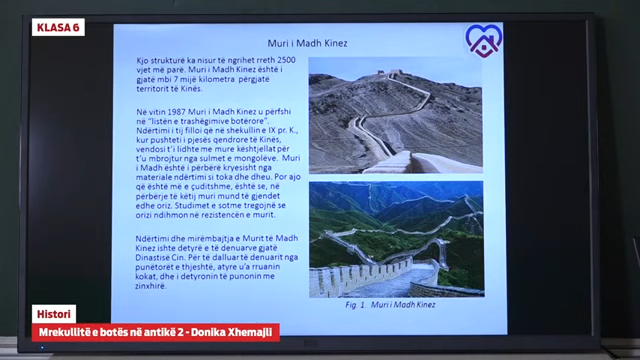 KLASA 6
Muri i Madh Kinez
Kjo strukturë ka nisur të ngrihet rreth 2500
vjet më parë. Muri i Madh Kinez është i
gjatë mbi 7 mijë kilometra përgjatë
territorit të Kinës.
Në vitin 1987 Muri i Madh Kinez u përfshi
në “listën e trashëgimive botërore”.
Ndërtimi i tij filloi që në shekullin e IX pr. K.,
kur pushteti i pjesës qendrore të Kinës,
vendosi t’i lidhte me mure kështjellat për
t’u mbrojtur nga sulmet e mongolëve. Muri
i Madh është i përbërë kryesisht nga
materiale ndërtimi si toka dhe dheu. Por ajo
që është më e çuditshme, është se, në
përbërje të këtij muri mund të gjendet
edhe oriz. Studimet e sotme tregojnë se
orizi ndihmon në rezistencën e murit.
Ndërtimi dhe mirëmbajtja e Murit të Madh
Kinez ishte detyrë e të denuarve gjatë
Dinastisë Cin. Për të dalluar të denuarit nga
punëtorët e thjeshtë, atyre u’a rruanin
kokat, dhe i detyronin të punonin me
zinxhirë.
Fig. 1. Muri i Madh Kinez
Histori
Mrekullitë e botës në antikë 2 - Donika Xhemajli